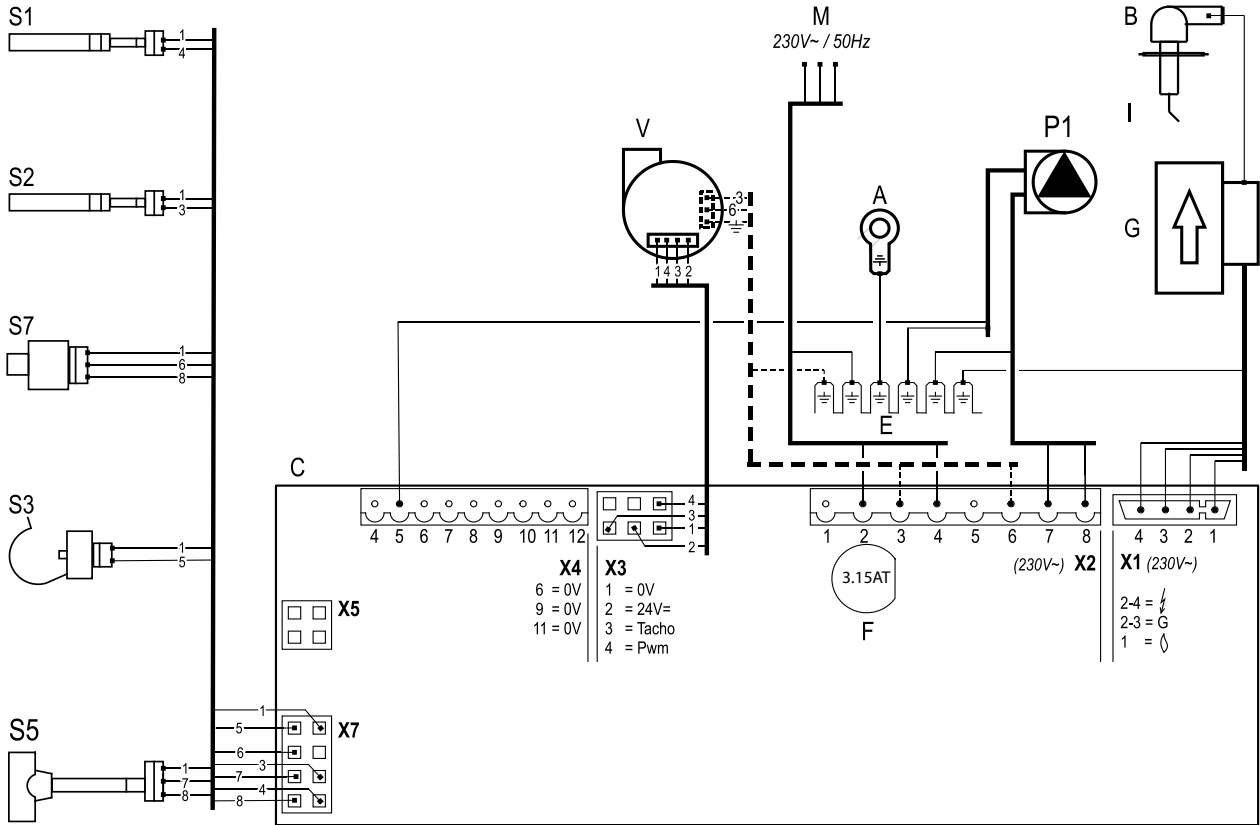 S1
1
4
S2
1
3
S7
1
6
8
S3
1
5
S5
1
7
8
V
3
6
1 4 3 2
M
230V~ / 50Hz
A
P1
B
I
G
E
C
4 5 6 7 8 9 10 11 12
4
3
1
2
1 2 3 4 5 6 7 8
4 3 2 1
X4
6 = 0V
9 = 0V
11 = 0V
X3
1 = 0V
2 = 24V=
3 = Tacho
4 = Pwm
3.15AT
F
(230V~) X2
X1 (230V~)
2-4 =
2-3 = G
1 =
X5
X7
1
5
6
3
7
4
8